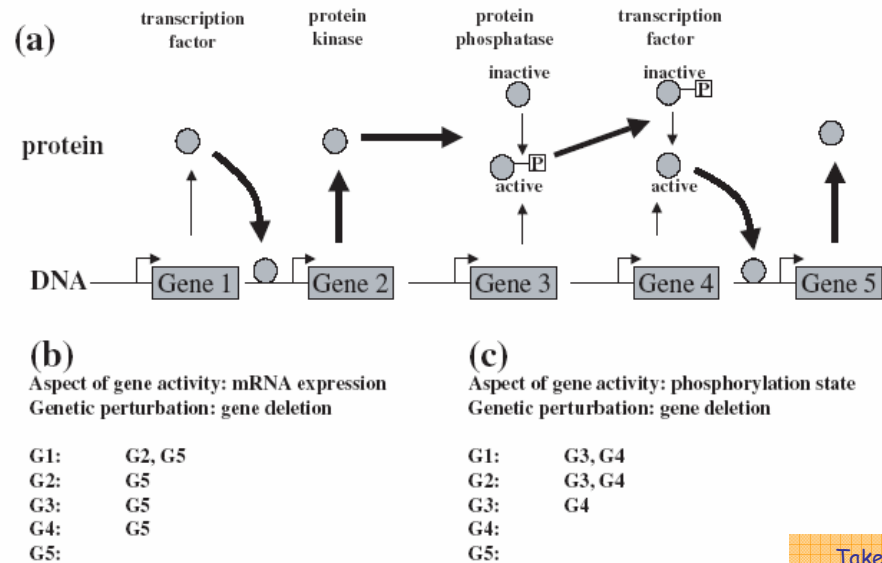 (a)
transcription
factor
protein
kinase
protein
phosphatase
transcription
factor
inactive
inactive
P
protein
P
active
active
DNA
Gene 1
Gene 2
Gene 3
Gene 4
Gene 5
(b)
Aspect of gene activity: mRNA expression
Genetic perturbation: gene deletion
G1: G2, G5
G2: G5
G3: G5
G4: G5
G5:
(c)
Aspect of gene activity: phosphorylation state
Genetic perturbation: gene deletion
G1: G3, G4
G2: G3, G4
G3: G4
G4:
G5:
Take